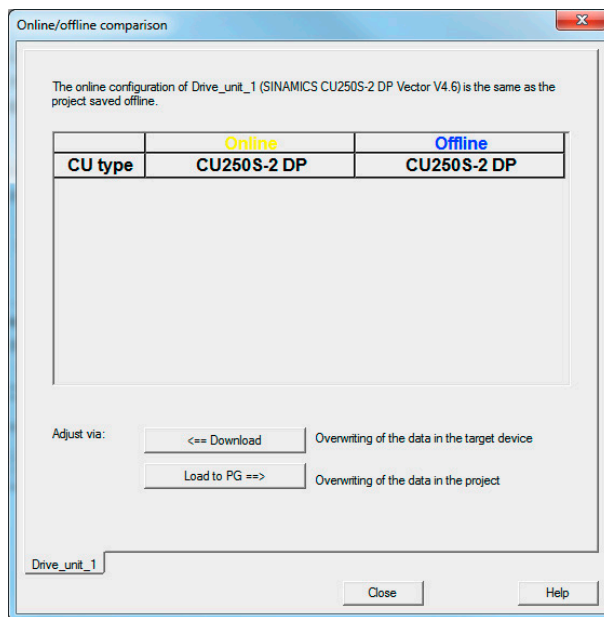 Online/offline comparison
The online configuration of Drive_unit_1 (SINAMICS CU250S-2 DP Vector V4.6) is the same as the
project saved offline.
Online Offline
CU type CU250S-2 DP CU250S-2 DP
Adjust via: <== Download Overwriting of the data in the target device
Load to PG ==> Overwriting of the data in the project
Drive_unit_1
Close Help